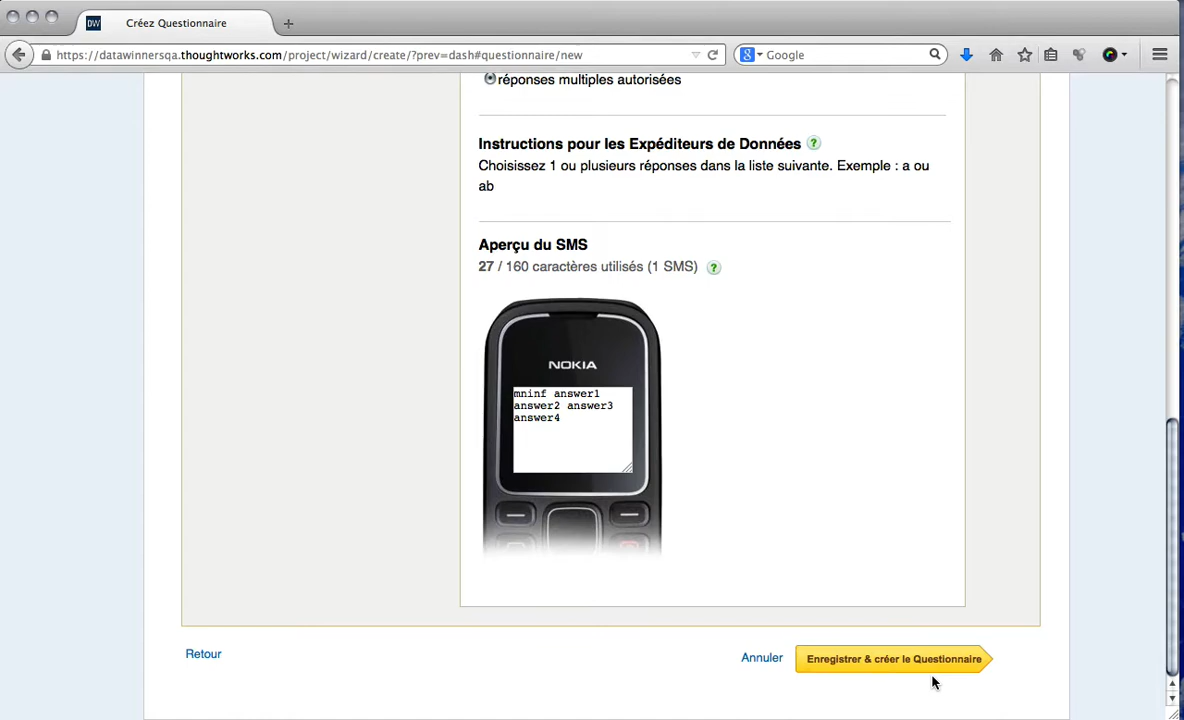 Créez Questionnaire
https://datawinnersqa.thoughtworks.com/project/wizard/create/?prev=dash#questionnaire/new
Google
réponses multiples autorisées
Instructions pour les Expéditeurs de Données ?
Choisissez 1 ou plusieurs réponses dans la liste suivante. Exemple : a ou
ab
Aperçu du SMS
27 / 160 caractères utilisés (1 SMS) ?
NOKIA
mninf answer1
answer2 answer3
answer4
Retour
Annuler
Enregistrer & créer le Questionnaire